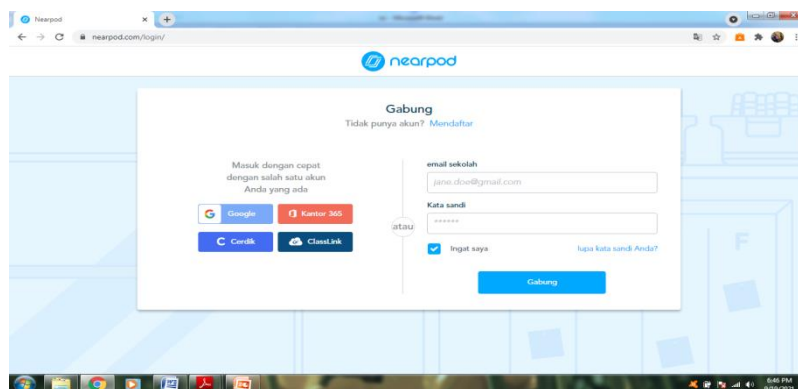 Nearpod
nearpod.com/login/
nearpod
Gabung
Tidak punya akun? Mendaftar
Masuk dengan cepat
dengan salah satu akun
Anda yang ada
Google
Kantor 365
C Cerdik
ClassLink
atau
email sekolah
jane.doe@gmail.com
Kata sandi
******
Ingat saya
lupa kata sandi Anda?
Gabung
6:46 PM